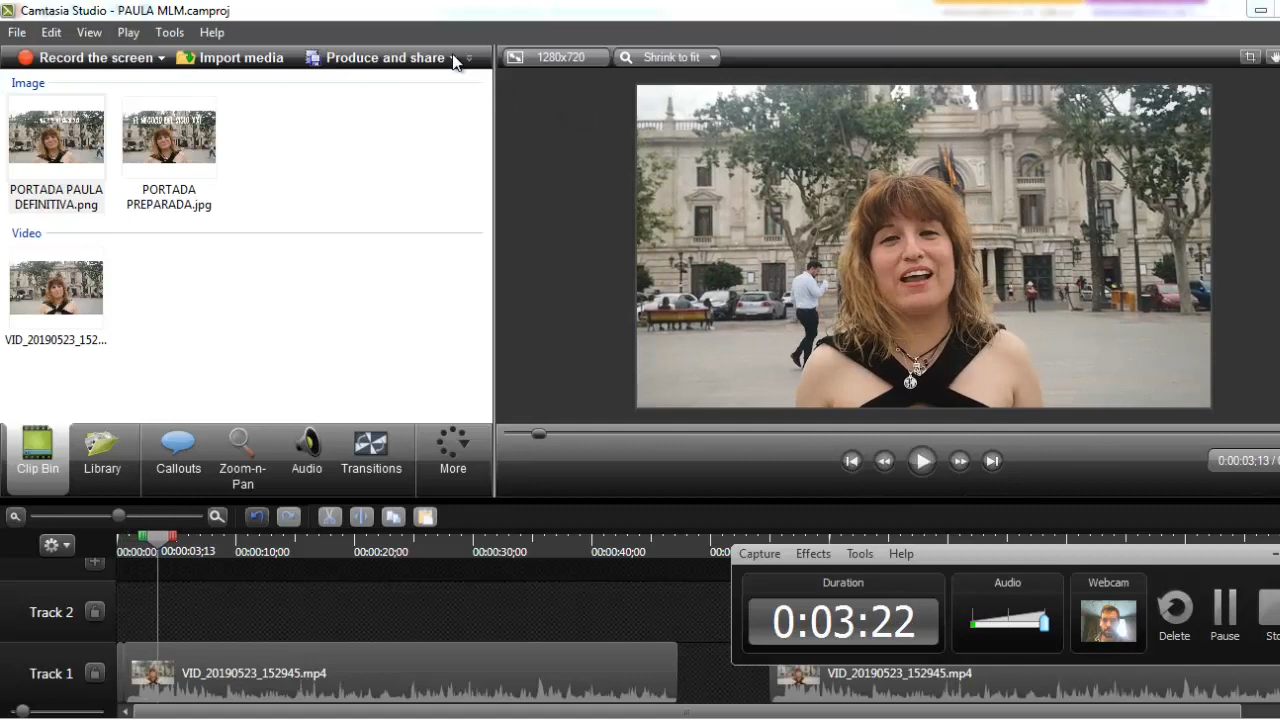 Camtasia Studio - PAULA MLM.camproj
File Edit View Play Tools Help
Record the screen Import media Produce and share
1280x720 Shrink to fit
Image
PORTADA PAULA
DEFINITIVA.png
PORTADA
PREPARADA.jpg
Video
VID_20190523_152...
Clip Bin Library Callouts Zoom-n-
Pan Audio Transitions More
0:00:03;13 /
00:00:00 00:00:03;13 00:00:10;00 00:00:20;00 00:00:30;00 00:00:40;00
Capture Effects Tools Help
Duration Audio Webcam
0:03:22
Delete Pause Sto
Track 2
Track 1
VID_20190523_152945.mp4 VID_20190523_152945.mp4